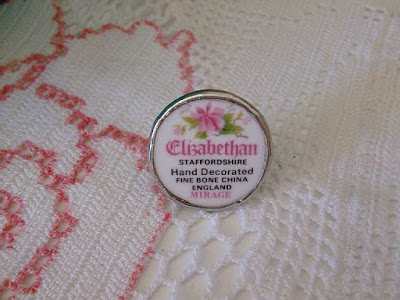 Elizabethan
STAFFORDSHIRE
Hand Decorated
FINE BONE CHINA
ENGLAND
MIRAGE